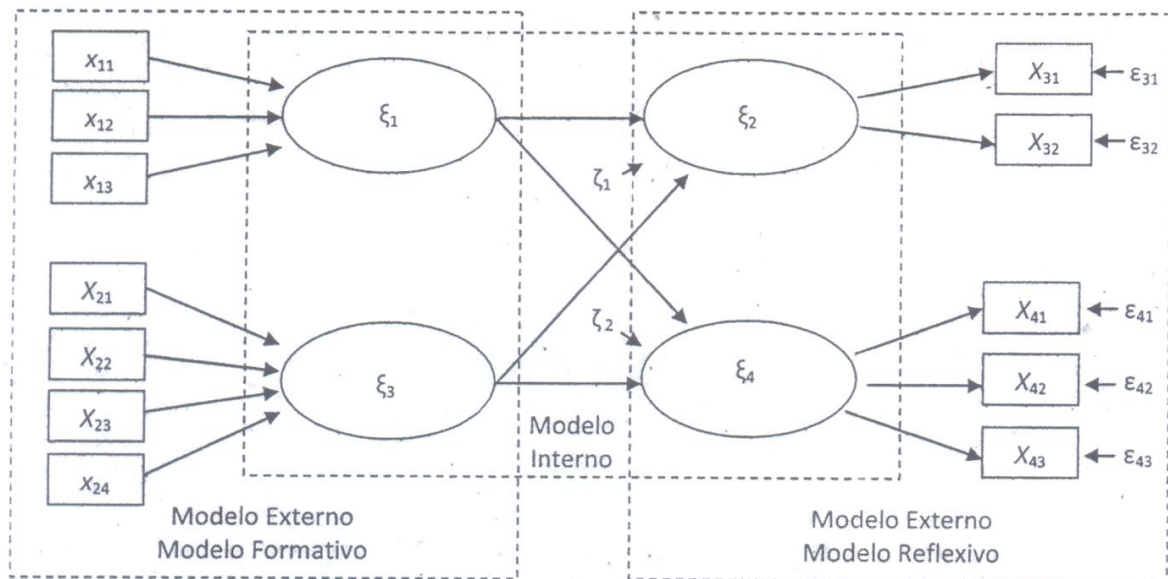 x11
x12
x13
X21
X22
X23
x24
ξ1
ξ3
ξ2
ξ4
ζ1
ζ2
X31
X32
X41
X42
X43
ε31
ε32
ε41
ε42
ε43
Modelo
Interno
Modelo Externo
Modelo Formativo
Modelo Externo
Modelo Reflexivo